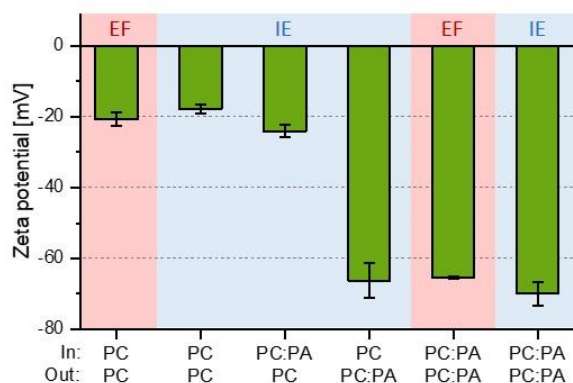 EF IE EF IE
Zeta potential [mV]
0
-20
-40
-60
-80
In: PC PC PC:PA PC PC:PA PC:PA
Out: PC PC PC PC:PA PC:PA PC:PA